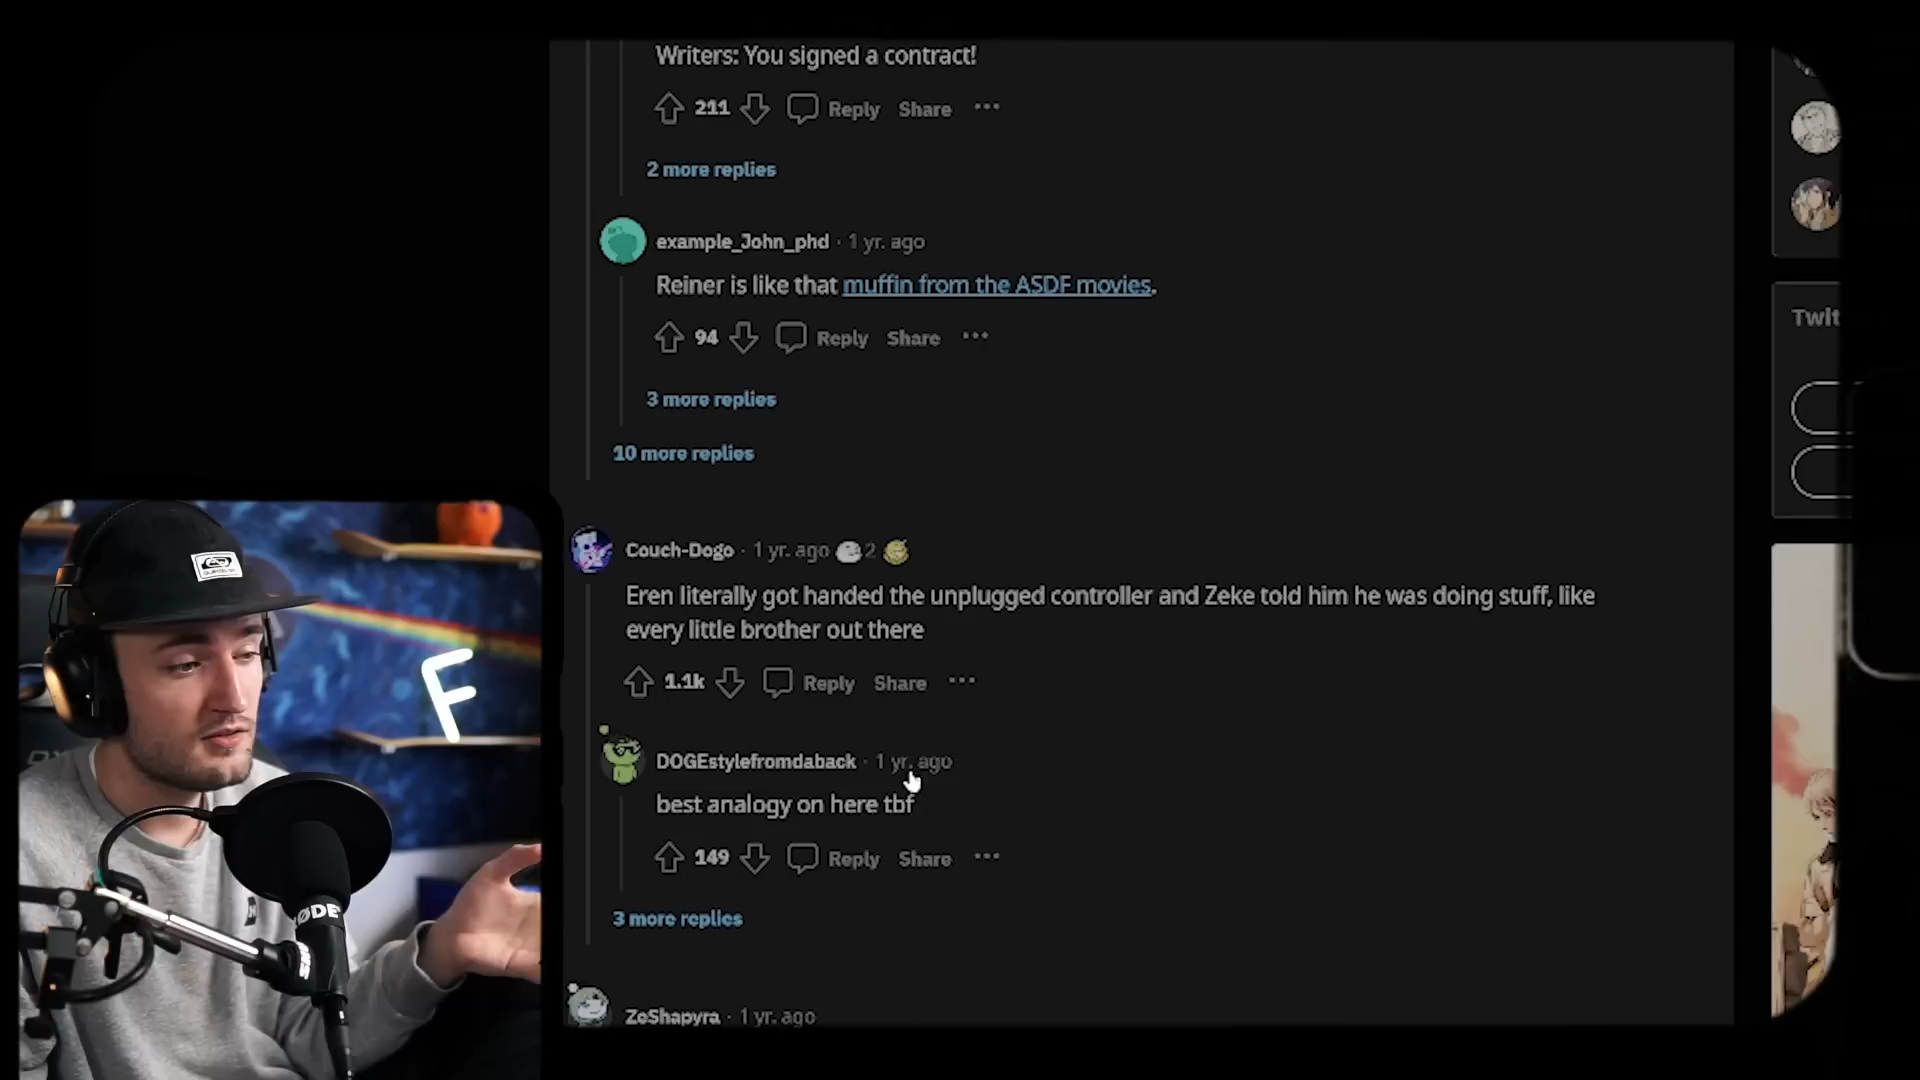 Writers: You signed a contract!
211 Reply Share
2 more replies
example_John_phd · 1 yr. ago
Reiner is like that muffin from the ASDF movies.
94 Reply Share
3 more replies
10 more replies
Couch-Dogo · 1 yr. ago 2
Eren literally got handed the unplugged controller and Zeke told him he was doing stuff, like
every little brother out there
1.1k Reply Share
DOGEstylefromdaback · 1 yr. ago
best analogy on here tbf
149 Reply Share
3 more replies
ZeShapyra · 1 yr. ago
Twit
F
RØDE